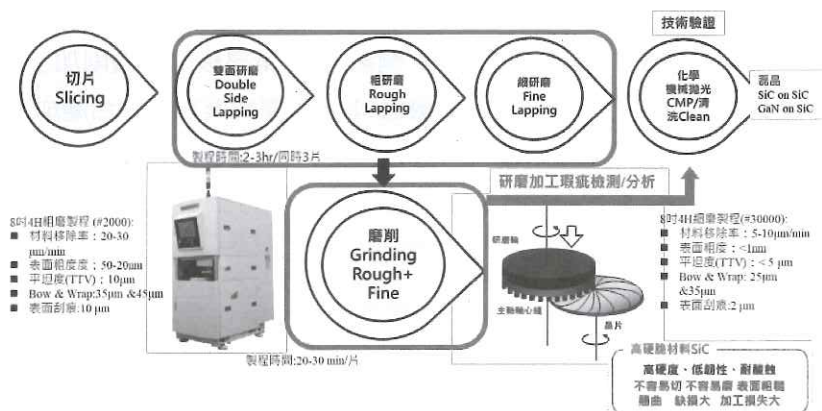 技術驗證
切片
Slicing
雙面研磨
Double
Side
Lapping
粗研磨
Rough
Lapping
細研磨
Fine
Lapping
化學
機械拋光
CMP/清
洗Clean
磊晶
SiC on SiC
GaN on SiC
製程時間:2-3hr/同時3片
研磨加工瑕疵檢測/分析
8吋4H粗磨製程 (#2000):
■ 材料移除率：20-30
μm/min
■ 表面粗度度；50-20nm
■ 平坦度(TTV)：10μm
■ Bow & Wrap:35μm &45μm
■ 表面刮痕:10 μm
磨削
Grinding
Rough+
Fine
研磨輪
主動軸心線
晶片
8吋4H細磨製程(#30000):
■ 材料移除率：5-10μm/min
■ 表面粗度：<1nm
■ 平坦度(TTV)：< 5 μm
■ Bow & Wrap: 25μm
&35μm
■ 表面刮痕:2 μm
製程時間:20-30 min/片
高硬脆材料SiC
高硬度、低韌性、耐酸蝕
不容易切 不容易磨 表面粗糙
翹曲 缺損大 加工損失大